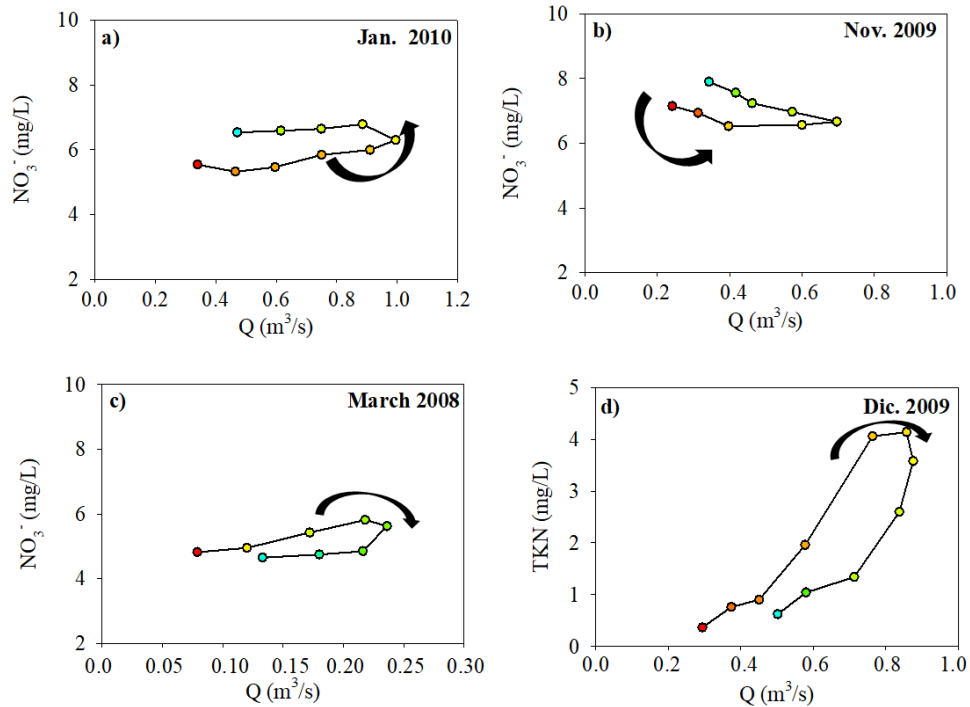 a)
Jan. 2010
10
8
6
4
2
NO₃⁻ (mg/L)
0.0 0.2 0.4 0.6 0.8 1.0 1.2
Q (m³/s)
b)
Nov. 2009
10
8
6
4
2
NO₃⁻ (mg/L)
0.0 0.2 0.4 0.6 0.8 1.0
Q (m³/s)
c)
March 2008
10
8
6
4
2
NO₃⁻ (mg/L)
0.00 0.05 0.10 0.15 0.20 0.25 0.30
Q (m³/s)
d)
Dic. 2009
5
4
3
2
1
0
TKN (mg/L)
0.0 0.2 0.4 0.6 0.8 1.0
Q (m³/s)